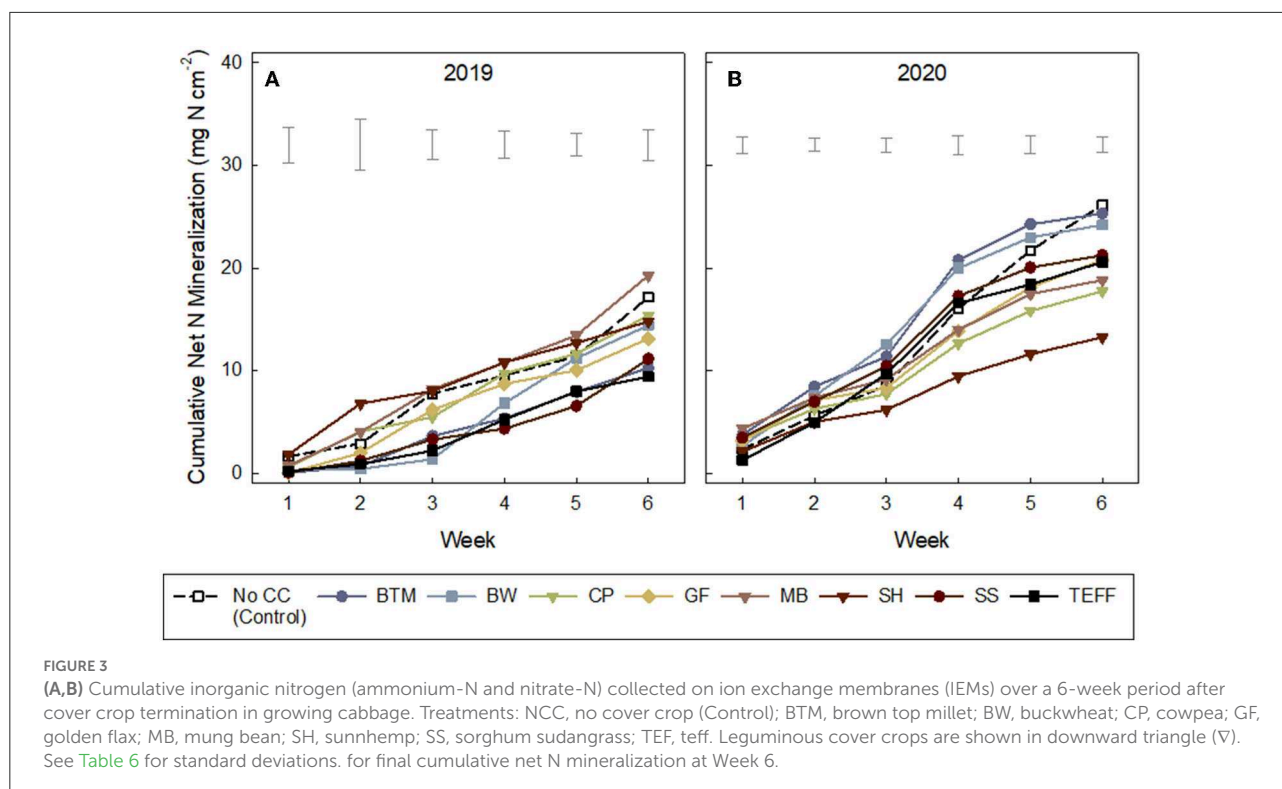 Cumulative Net N Mineralization (mg N cm-2)
A
2019
B
2020
40
30
20
10
0
1 2 3 4 5 6
1 2 3 4 5 6
Week
Week
No CC (Control) BTM BW CP GF MB SH SS TEFF
FIGURE 3
(A,B) Cumulative inorganic nitrogen (ammonium-N and nitrate-N) collected on ion exchange membranes (IEMs) over a 6-week period after
cover crop termination in growing cabbage. Treatments: NCC, no cover crop (Control); BTM, brown top millet; BW, buckwheat; CP, cowpea; GF,
golden flax; MB, mung bean; SH, sunnhemp; SS, sorghum sudangrass; TEF, teff. Leguminous cover crops are shown in downward triangle (∇).
See Table 6 for standard deviations. for final cumulative net N mineralization at Week 6.